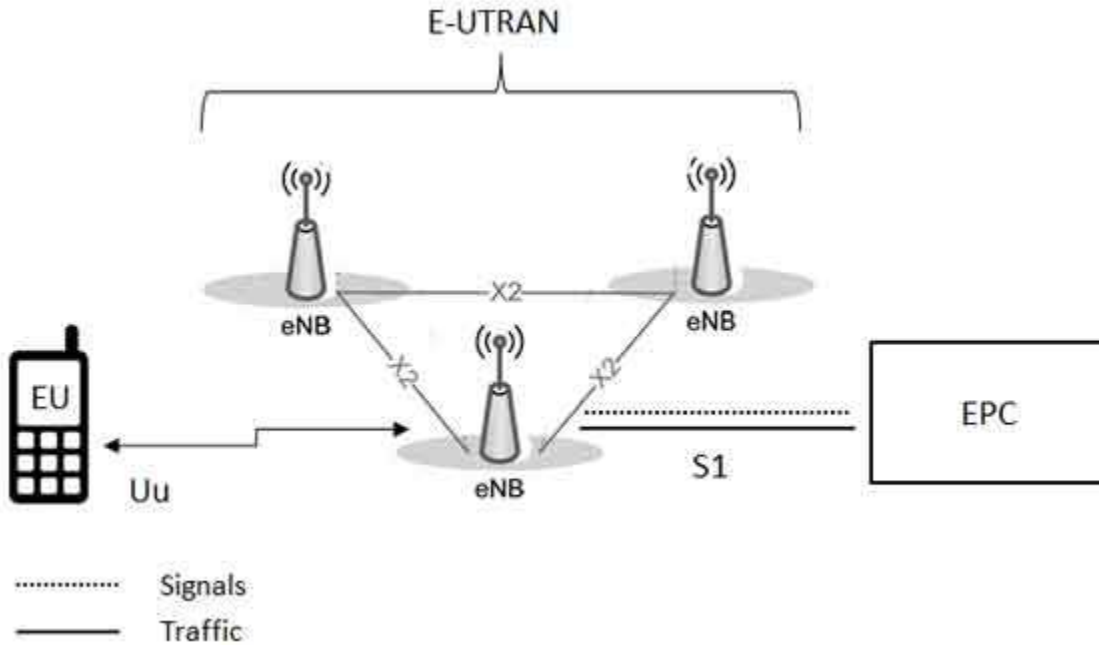 E-UTRAN
X2
eNB
eNB
X2
X2
EU
EPC
S1
Uu
eNB
Signals
Traffic